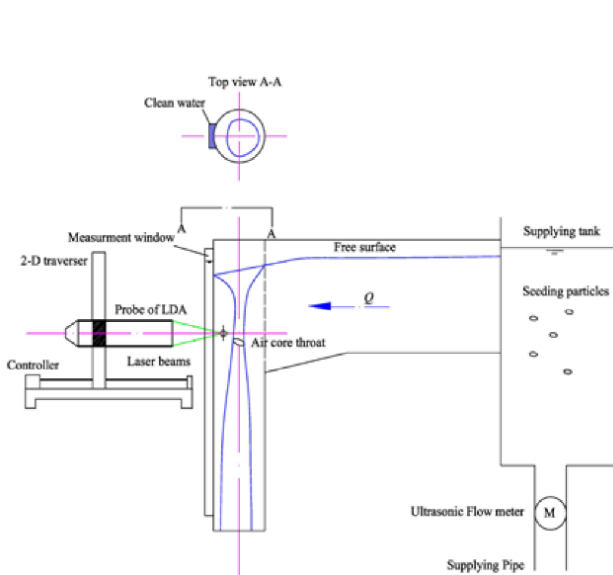 Top view A-A
Clean water
A
A
Measurment window
Free surface
Supplying tank
2-D traverser
Seeding particles
Q
Probe of LDA
Air core throat
Controller
Laser beams
Ultrasonic Flow meter
M
Supplying Pipe